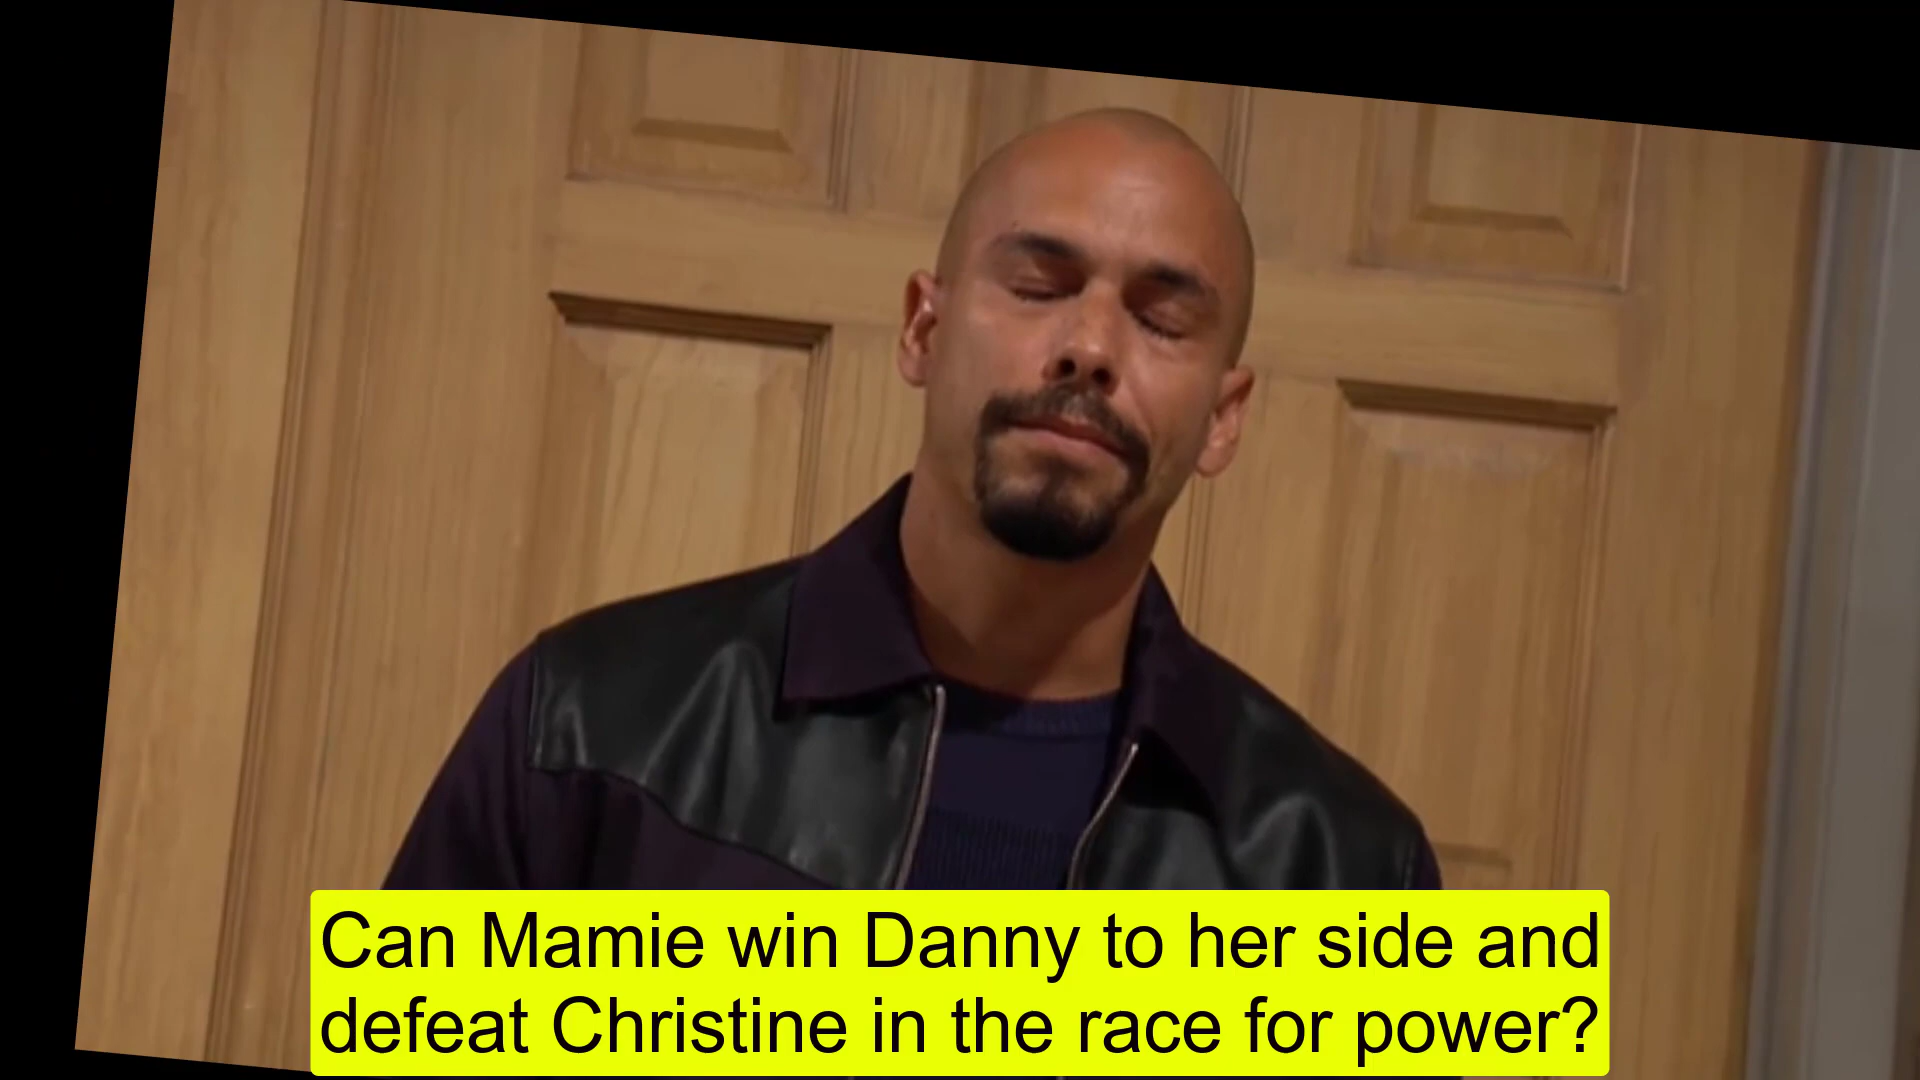 Can Mamie win Danny to her side and
defeat Christine in the race for power?